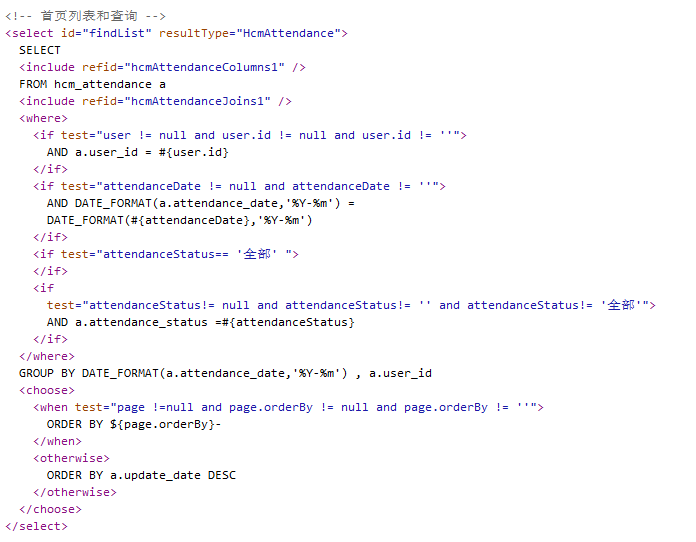 <!-- 首页列表和查询 -->
<select id="findList" resultType="HcmAttendance">
SELECT
<include refid="hcmAttendanceColumns1" />
FROM hcm_attendance a
<include refid="hcmAttendanceJoins1" />
<where>
<if test="user != null and user.id != null and user.id != ''">
AND a.user_id = #{user.id}
</if>
<if test="attendanceDate != null and attendanceDate != ''">
AND DATE_FORMAT(a.attendance_date,'%Y-%m') =
DATE_FORMAT(#{attendanceDate},'%Y-%m')
</if>
<if test="attendanceStatus== '全部' ">
</if>
<if
test="attendanceStatus!= null and attendanceStatus!= '' and attendanceStatus!= '全部'">
AND a.attendance_status =#{attendanceStatus}
</if>
</where>
GROUP BY DATE_FORMAT(a.attendance_date,'%Y-%m') , a.user_id
<choose>
<when test="page !=null and page.orderBy != null and page.orderBy != ''">
ORDER BY ${page.orderBy}-
</when>
<otherwise>
ORDER BY a.update_date DESC
</otherwise>
</choose>
</select>